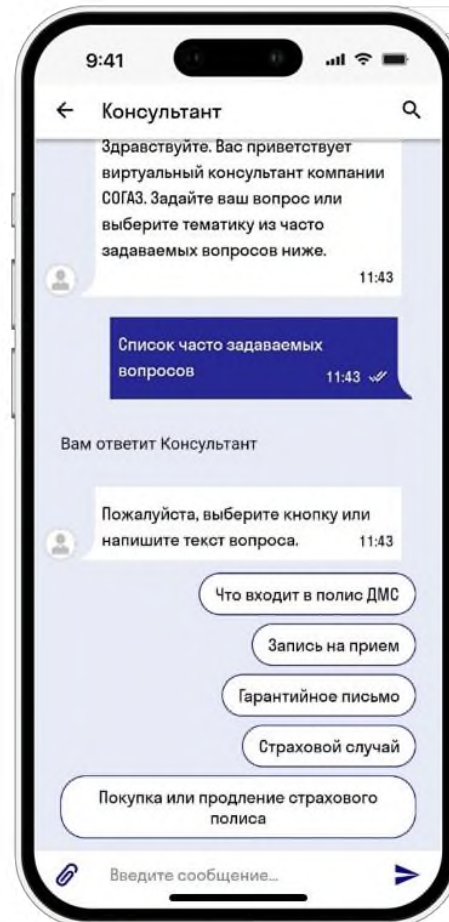 9:41
Консультант
Здравствуйте. Вас приветствует
виртуальный консультант компании
СОГАЗ. Задайте ваш вопрос или
выберите тематику из часто
задаваемых вопросов ниже.
11:43
Список часто задаваемых
вопросов
11:43
Вам ответит Консультант
Пожалуйста, выберите кнопку или
напишите текст вопроса.
11:43
Что входит в полис ДМС
Запись на прием
Гарантийное письмо
Страховой случай
Покупка или продление страхового
полиса
Введите сообщение...